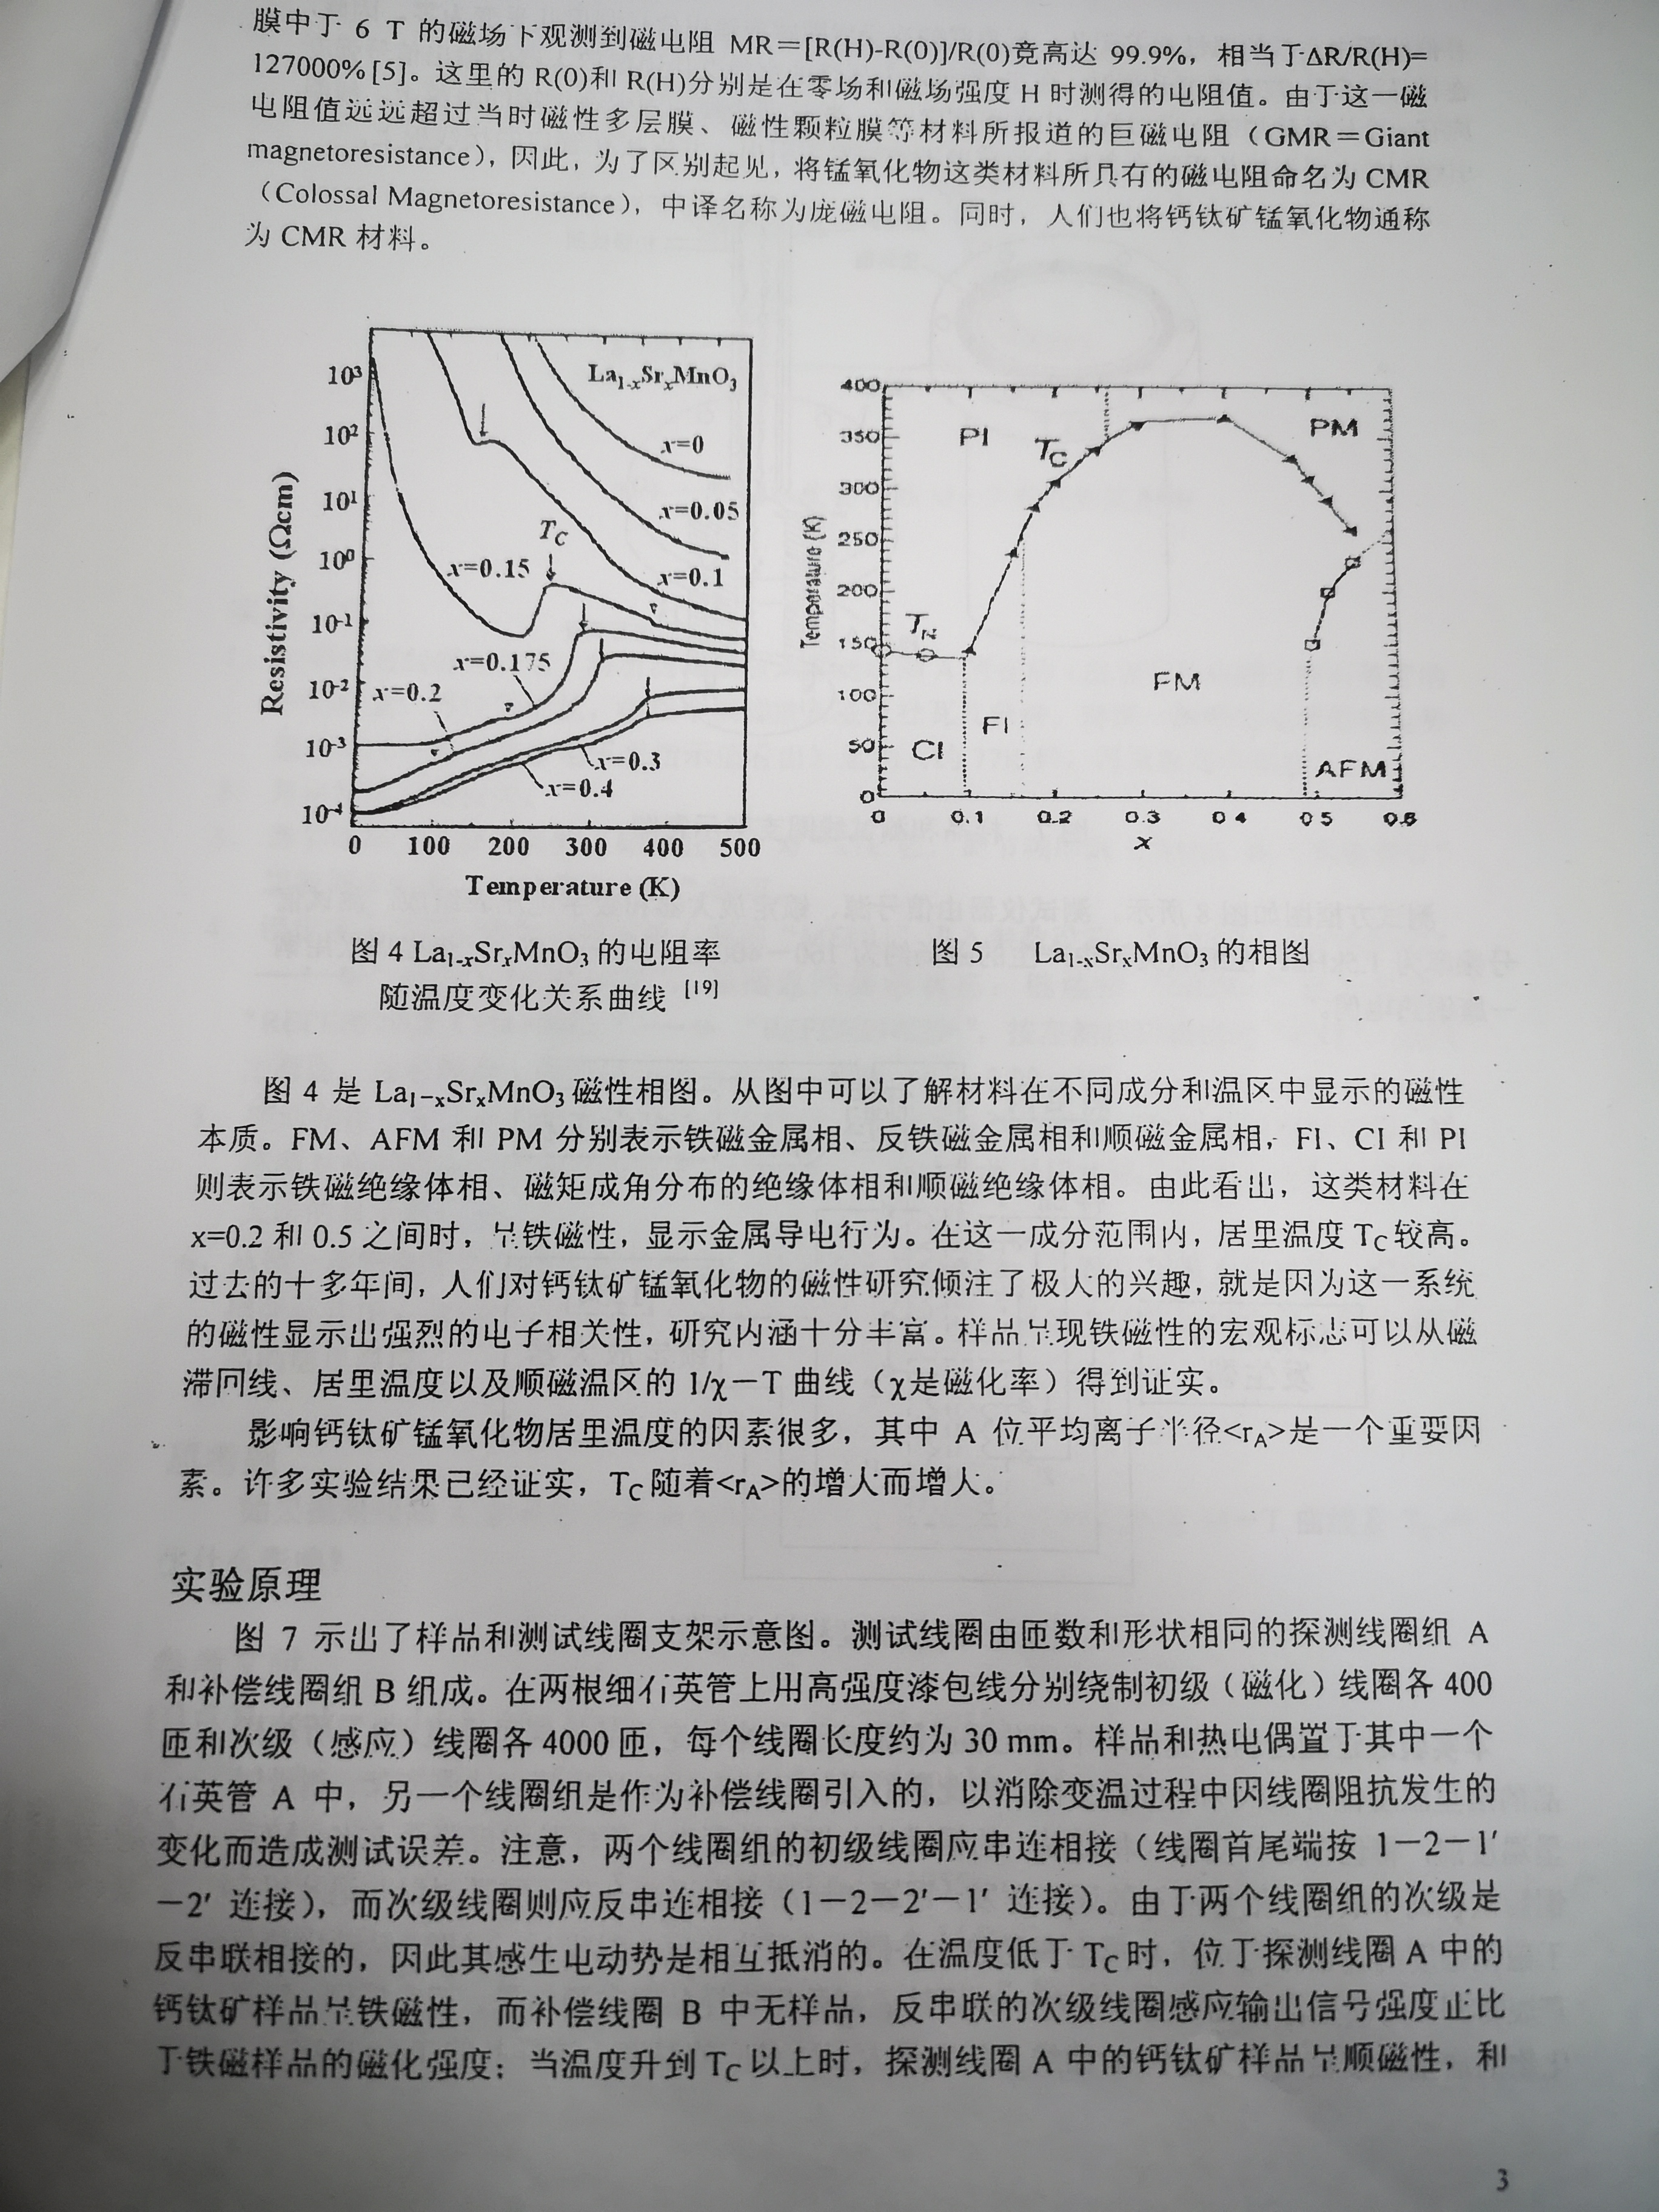 膜中于 6 T 的磁场下观测到磁电阻 MR＝[R(H)-R(0)]/R(0)竟高达 99.9%，相当于ΔR/R(H)=
127000% [5]。这里的 R(0)和 R(H)分别是在零场和磁场强度 H 时测得的电阻值。由于这一磁
电阻值远远超过当时磁性多层膜、磁性颗粒膜等材料所报道的巨磁电阻（GMR＝Giant
magnetoresistance），因此，为了区别起见，将锰氧化物这类材料所具有的磁电阻命名为 CMR
（Colossal Magnetoresistance），中译名称为庞磁电阻。同时，人们也将钙钛矿锰氧化物通称
为 CMR 材料。
La₁₋ₓSrₓMnO₃
10³
10²
10¹
10⁰
10⁻¹
10⁻²
10⁻³
10⁻⁴
Resistivity (Ωcm)
x=0
x=0.05
x=0.1
T_C
x=0.15
x=0.175
x=0.2
x=0.3
x=0.4
0 100 200 300 400 500
Temperature (K)
400
350
300
250
200
150
100
50
0
Temperature (K)
PI
T_C
PM
T_N
FM
FI
CI
AFM
0 0.1 0.2 0.3 0.4 0.5 0.6
x
图 4 La₁₋ₓSrₓMnO₃ 的电阻率
随温度变化关系曲线 [19]
图 5 La₁₋ₓSrₓMnO₃ 的相图
图 4 是 La₁₋ₓSrₓMnO₃ 磁性相图。从图中可以了解材料在不同成分和温区中显示的磁性
本质。FM、AFM 和 PM 分别表示铁磁金属相、反铁磁金属相和顺磁金属相，FI、CI 和 PI
则表示铁磁绝缘体相、磁矩成角分布的绝缘体相和顺磁绝缘体相。由此看出，这类材料在
x=0.2 和 0.5 之间时，呈铁磁性，显示金属导电行为。在这一成分范围内，居里温度 T_C 较高。
过去的十多年间，人们对钙钛矿锰氧化物的磁性研究倾注了极大的兴趣，就是因为这一系统
的磁性显示出强烈的电子相关性，研究内涵十分丰富。样品呈现铁磁性的宏观标志可以从磁
滞回线、居里温度以及顺磁温区的 1/χ－T 曲线（χ是磁化率）得到证实。
影响钙钛矿锰氧化物居里温度的因素很多，其中 A 位平均离子半径<r_A>是一个重要因
素。许多实验结果已经证实，T_C 随着<r_A>的增大而增大。
实验原理
图 7 示出了样品和测试线圈支架示意图。测试线圈由匝数和形状相同的探测线圈组 A
和补偿线圈组 B 组成。在两根细石英管上用高强度漆包线分别绕制初级（磁化）线圈各 400
匝和次级（感应）线圈各 4000 匝，每个线圈长度约为 30 mm。样品和热电偶置于其中一个
石英管 A 中，另一个线圈组是作为补偿线圈引入的，以消除变温过程中因线圈阻抗发生的
变化而造成测试误差。注意，两个线圈组的初级线圈应串连相接（线圈首尾端按 1－2－1′
－2′ 连接），而次级线圈则应反串连相接（1－2－2′－1′ 连接）。由于两个线圈组的次级是
反串联相接的，因此其感生电动势是相互抵消的。在温度低于 T_C 时，位于探测线圈 A 中的
钙钛矿样品呈铁磁性，而补偿线圈 B 中无样品，反串联的次级线圈感应输出信号强度正比
于铁磁样品的磁化强度；当温度升到 T_C 以上时，探测线圈 A 中的钙钛矿样品呈顺磁性，和
3